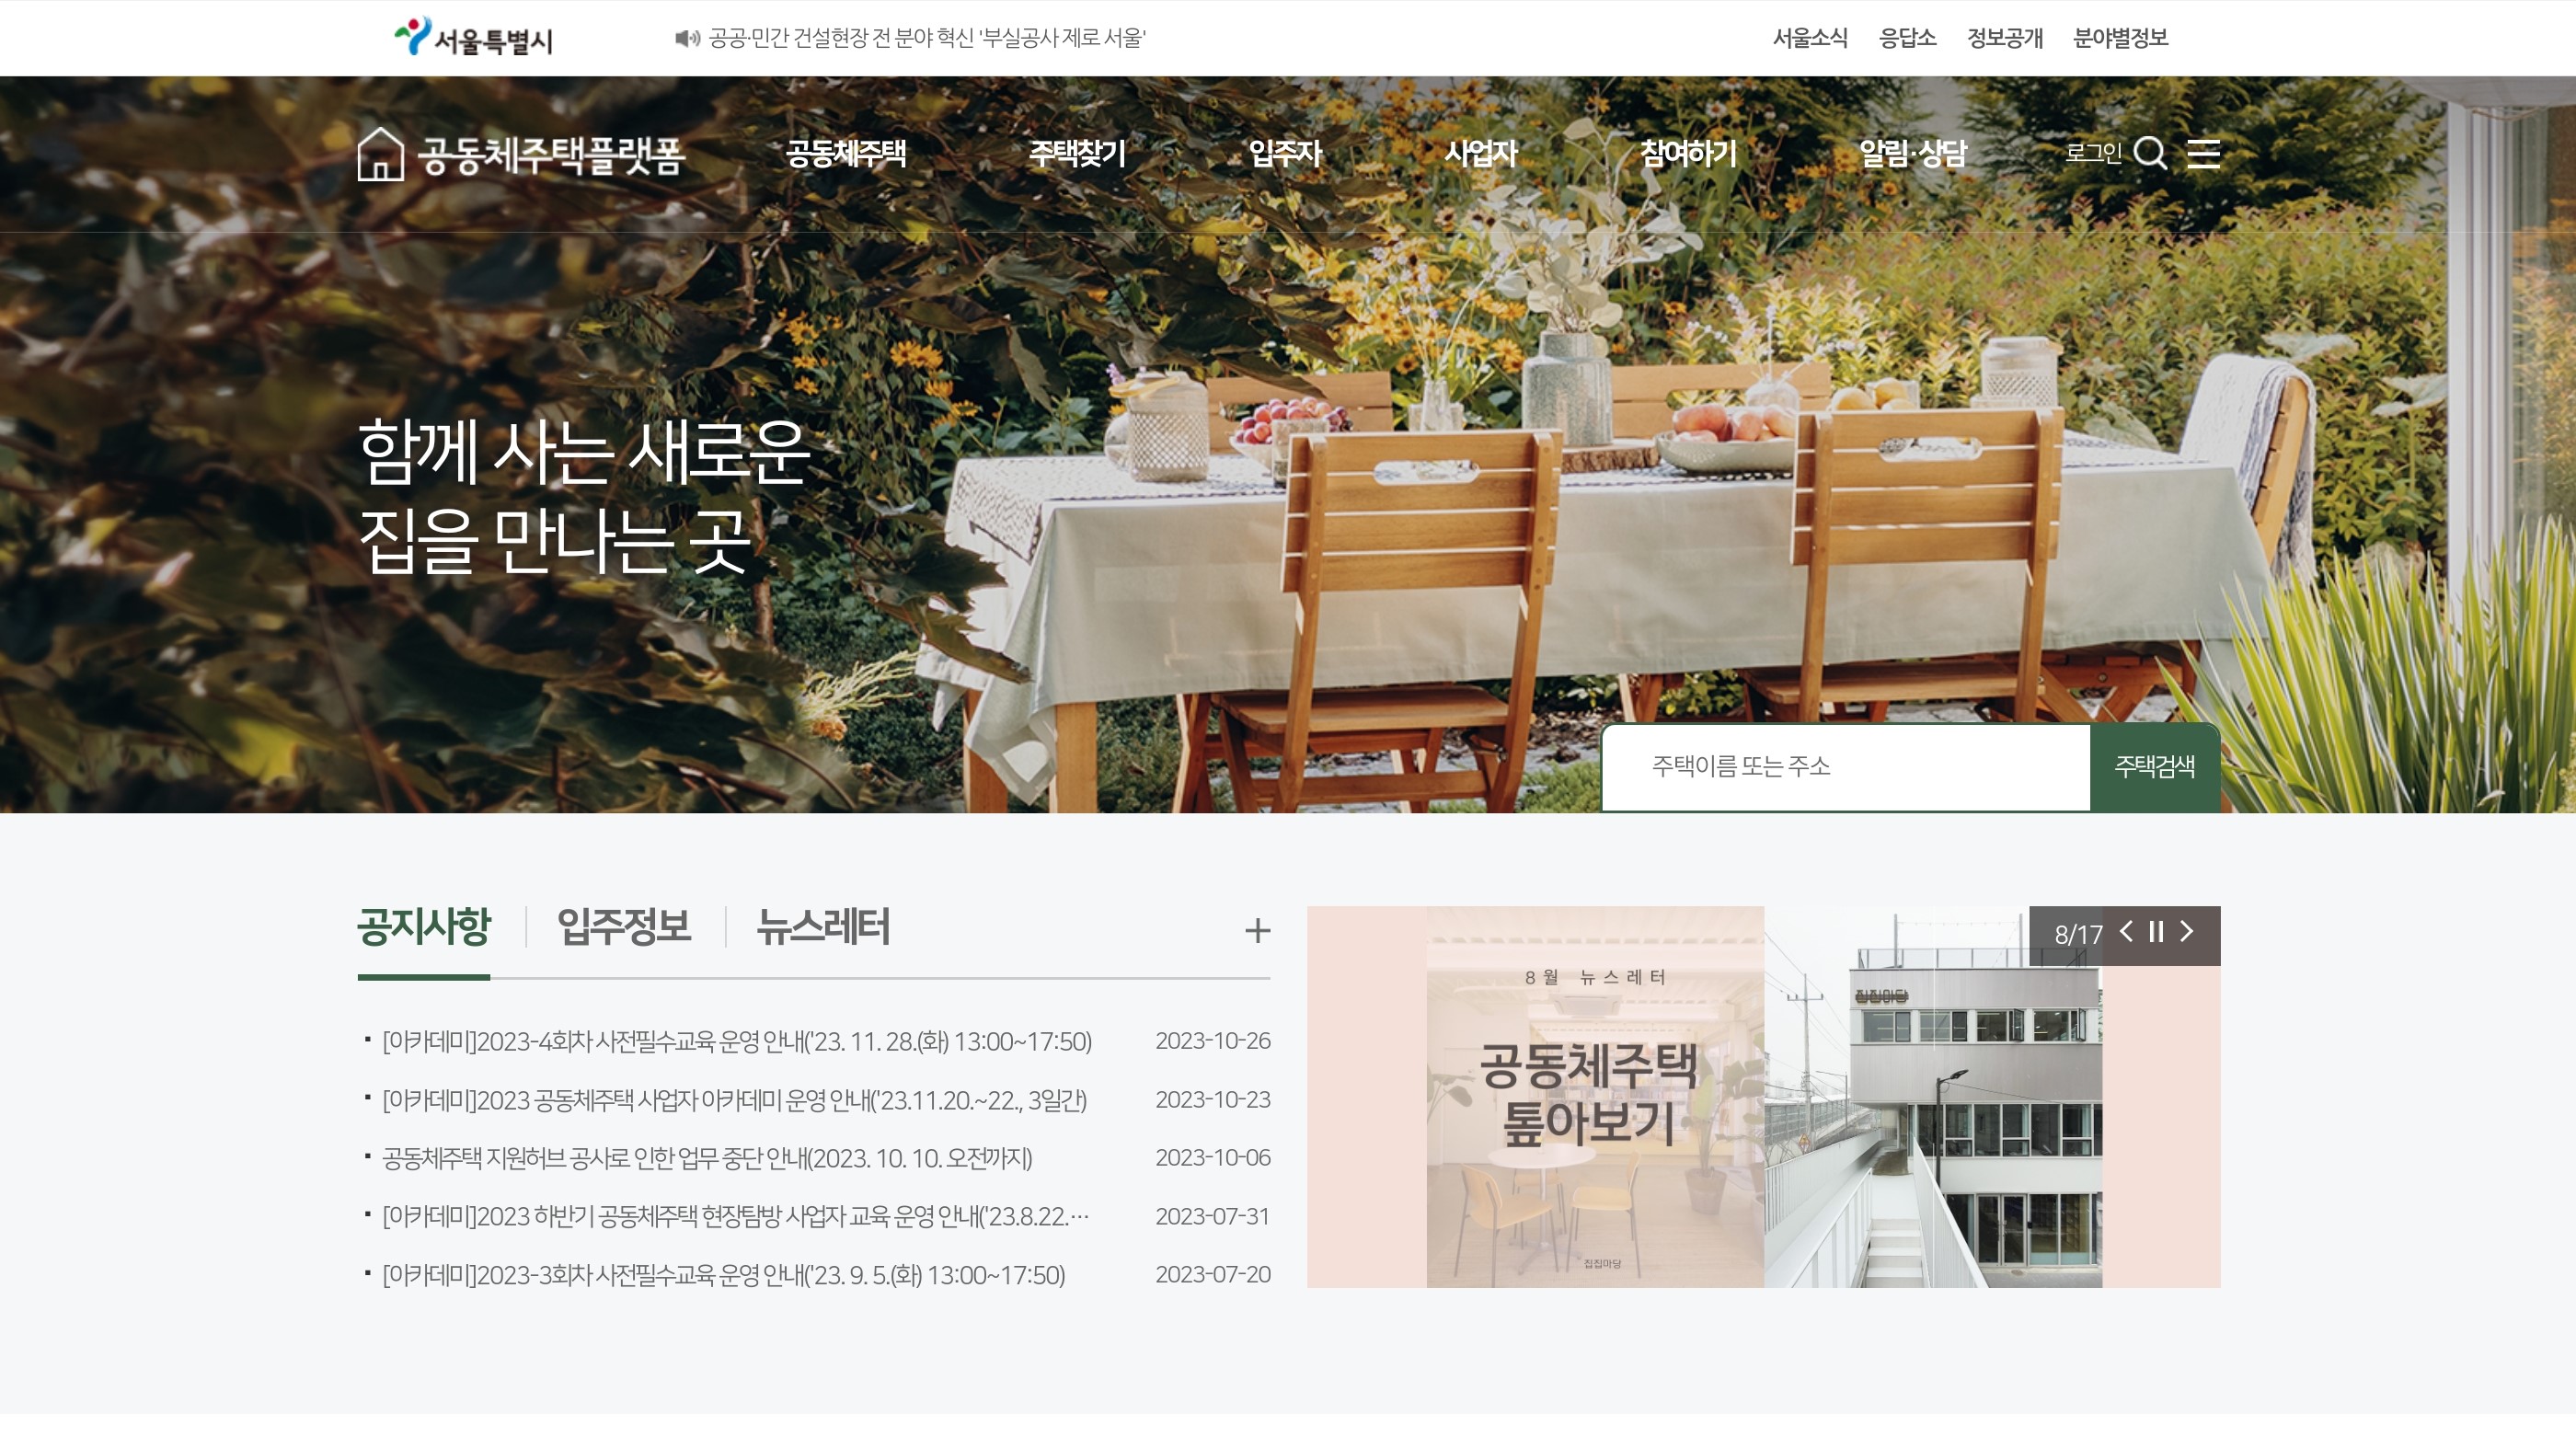 서울특별시
공공·민간 건설현장 전 분야 혁신 '부실공사 제로 서울'
서울소식 응답소 정보공개 분야별정보
공동체주택플랫폼
공동체주택 주택찾기 입주자 사업자 참여하기 알림·상담 로그인
함께 사는 새로운
집을 만나는 곳
주택이름 또는 주소 주택검색
공지사항 입주정보 뉴스레터
[아카데미]2023-4회차 사전필수교육 운영 안내('23. 11. 28.(화) 13:00~17:50) 2023-10-26
[아카데미]2023 공동체주택 사업자 아카데미 운영 안내('23.11.20.~22., 3일간) 2023-10-23
공동체주택 지원허브 공사로 인한 업무 중단 안내(2023. 10. 10. 오전까지) 2023-10-06
[아카데미]2023 하반기 공동체주택 현장탐방 사업자 교육 운영 안내('23.8.22.… 2023-07-31
[아카데미]2023-3회차 사전필수교육 운영 안내('23. 9. 5.(화) 13:00~17:50) 2023-07-20
8/17
8월 뉴스레터
공동체주택
톺아보기
집집마당
집집마당